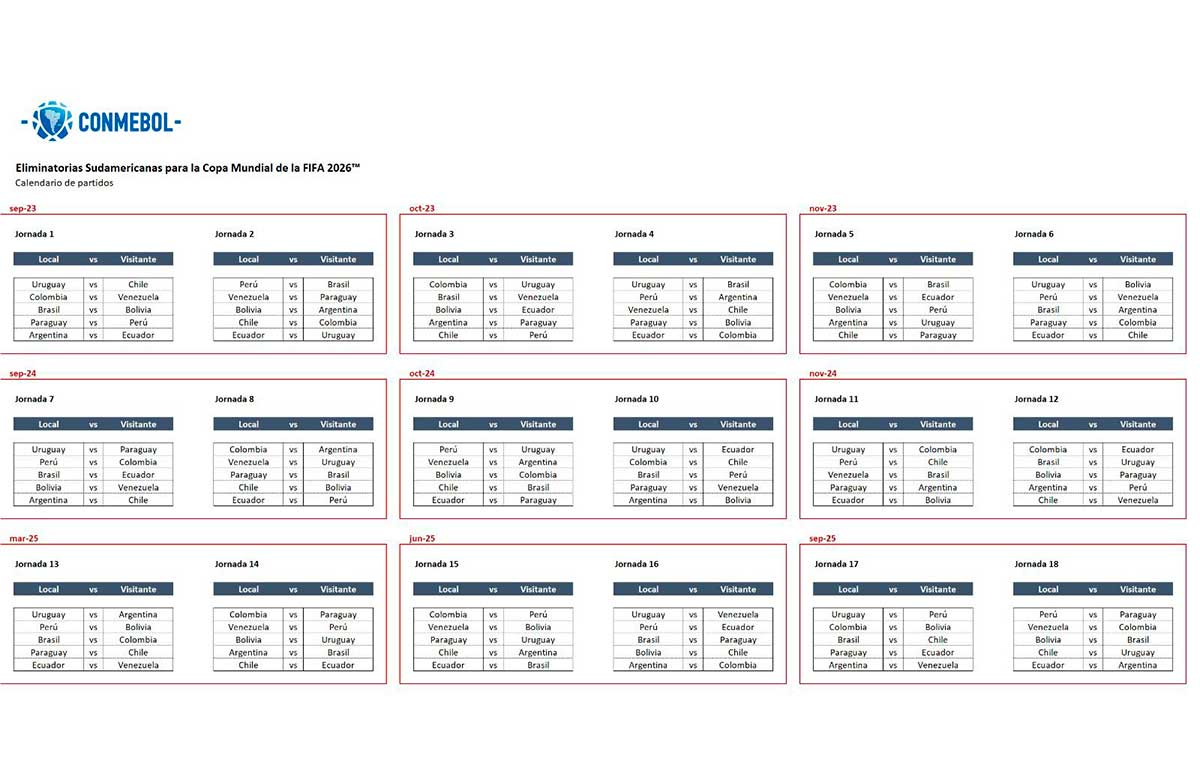 -CONMEBOL-
Eliminatorias Sudamericanas para la Copa Mundial de la FIFA 2026™
Calendario de partidos
sep-23
Jornada 1
Local vs Visitante
Uruguay vs Chile
Colombia vs Venezuela
Brasil vs Bolivia
Paraguay vs Perú
Argentina vs Ecuador
Jornada 2
Local vs Visitante
Perú vs Brasil
Venezuela vs Paraguay
Bolivia vs Argentina
Chile vs Colombia
Ecuador vs Uruguay
oct-23
Jornada 3
Local vs Visitante
Colombia vs Uruguay
Brasil vs Venezuela
Bolivia vs Ecuador
Argentina vs Paraguay
Chile vs Perú
Jornada 4
Local vs Visitante
Uruguay vs Brasil
Perú vs Argentina
Venezuela vs Chile
Paraguay vs Bolivia
Ecuador vs Colombia
nov-23
Jornada 5
Local vs Visitante
Colombia vs Brasil
Venezuela vs Ecuador
Bolivia vs Perú
Argentina vs Uruguay
Chile vs Paraguay
Jornada 6
Local vs Visitante
Uruguay vs Bolivia
Perú vs Venezuela
Brasil vs Argentina
Paraguay vs Colombia
Ecuador vs Chile
sep-24
Jornada 7
Local vs Visitante
Uruguay vs Paraguay
Perú vs Colombia
Brasil vs Ecuador
Bolivia vs Venezuela
Argentina vs Chile
Jornada 8
Local vs Visitante
Colombia vs Argentina
Venezuela vs Uruguay
Paraguay vs Brasil
Chile vs Bolivia
Ecuador vs Perú
oct-24
Jornada 9
Local vs Visitante
Perú vs Uruguay
Venezuela vs Argentina
Bolivia vs Colombia
Chile vs Brasil
Ecuador vs Paraguay
Jornada 10
Local vs Visitante
Uruguay vs Ecuador
Colombia vs Chile
Brasil vs Perú
Paraguay vs Venezuela
Argentina vs Bolivia
nov-24
Jornada 11
Local vs Visitante
Uruguay vs Colombia
Perú vs Chile
Venezuela vs Brasil
Paraguay vs Argentina
Ecuador vs Bolivia
Jornada 12
Local vs Visitante
Colombia vs Ecuador
Brasil vs Uruguay
Bolivia vs Paraguay
Argentina vs Perú
Chile vs Venezuela
mar-25
Jornada 13
Local vs Visitante
Uruguay vs Argentina
Perú vs Bolivia
Brasil vs Colombia
Paraguay vs Chile
Ecuador vs Venezuela
Jornada 14
Local vs Visitante
Colombia vs Paraguay
Venezuela vs Perú
Bolivia vs Uruguay
Argentina vs Brasil
Chile vs Ecuador
jun-25
Jornada 15
Local vs Visitante
Colombia vs Perú
Venezuela vs Bolivia
Paraguay vs Uruguay
Chile vs Argentina
Ecuador vs Brasil
Jornada 16
Local vs Visitante
Uruguay vs Venezuela
Perú vs Ecuador
Brasil vs Paraguay
Bolivia vs Chile
Argentina vs Colombia
sep-25
Jornada 17
Local vs Visitante
Uruguay vs Perú
Colombia vs Bolivia
Brasil vs Chile
Paraguay vs Ecuador
Argentina vs Venezuela
Jornada 18
Local vs Visitante
Perú vs Paraguay
Venezuela vs Colombia
Bolivia vs Brasil
Chile vs Uruguay
Ecuador vs Argentina